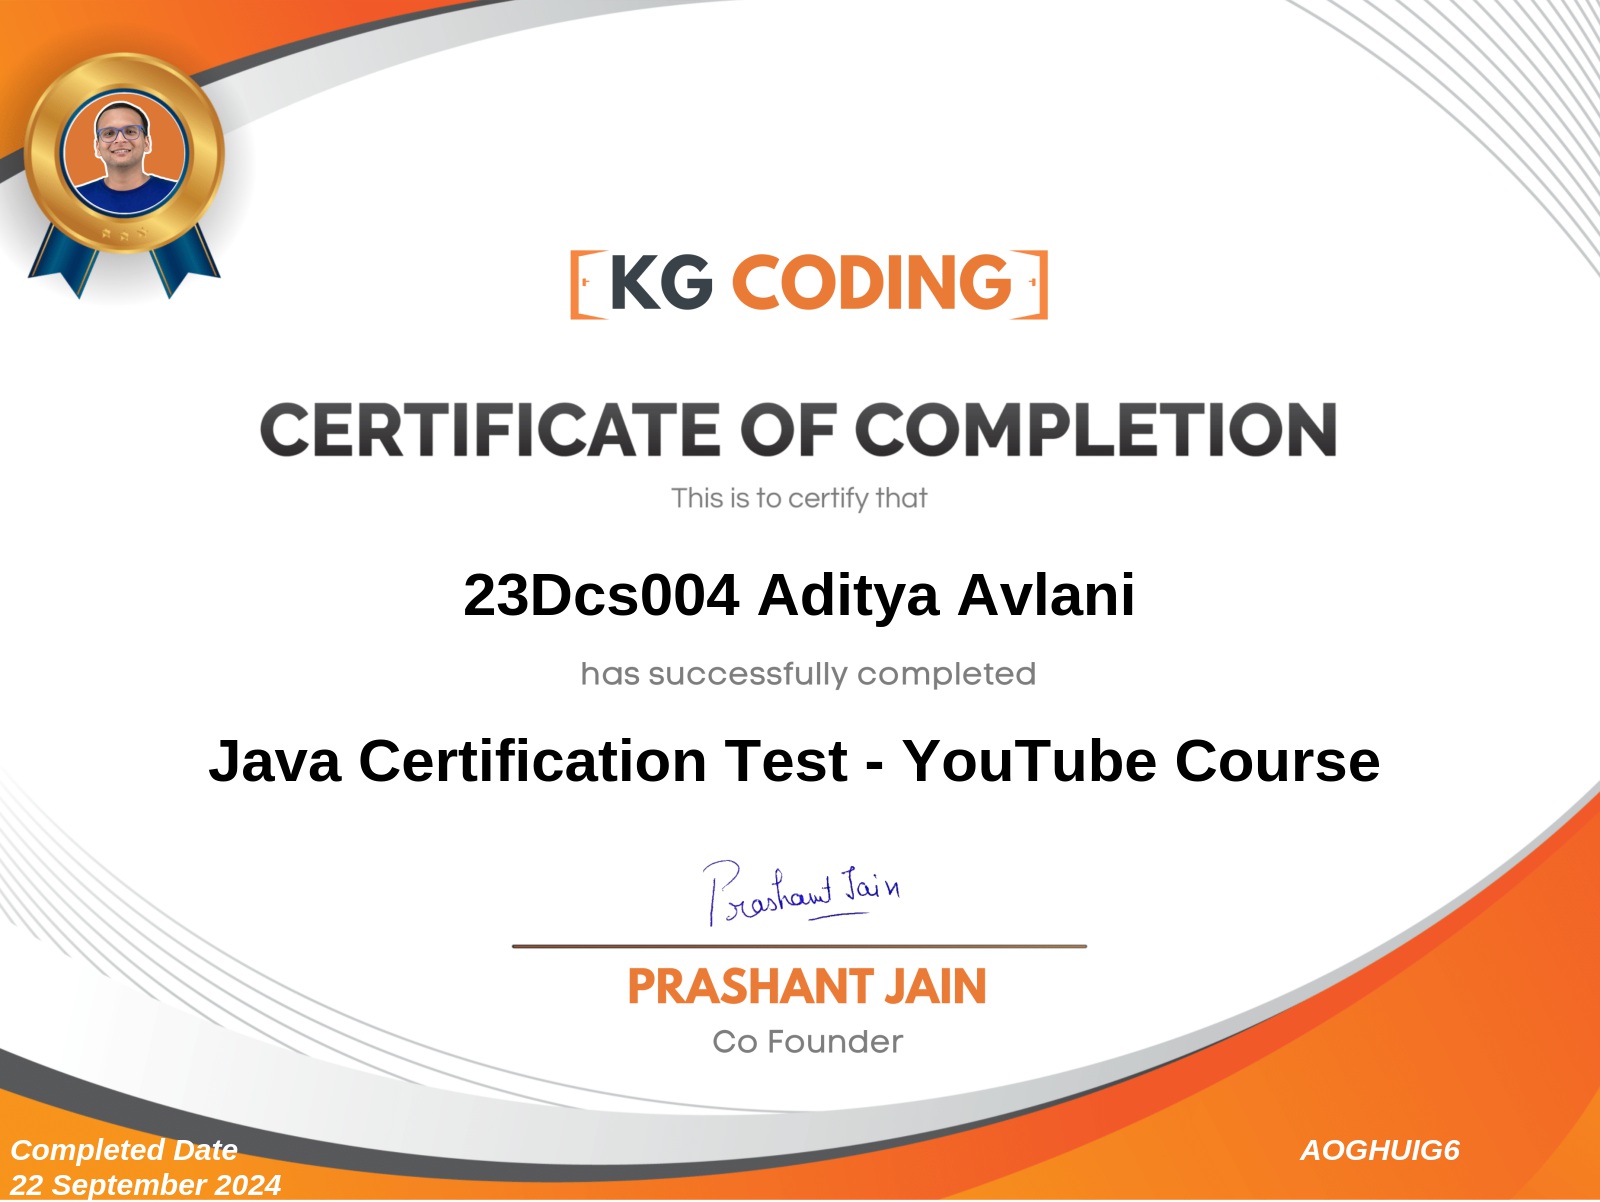 KG CODING
CERTIFICATE OF COMPLETION
This is to certify that
23Dcs004 Aditya Avlani
has successfully completed
Java Certification Test - YouTube Course
Prashant Jain
PRASHANT JAIN
Co Founder
Completed Date
22 September 2024
AOGHUIG6